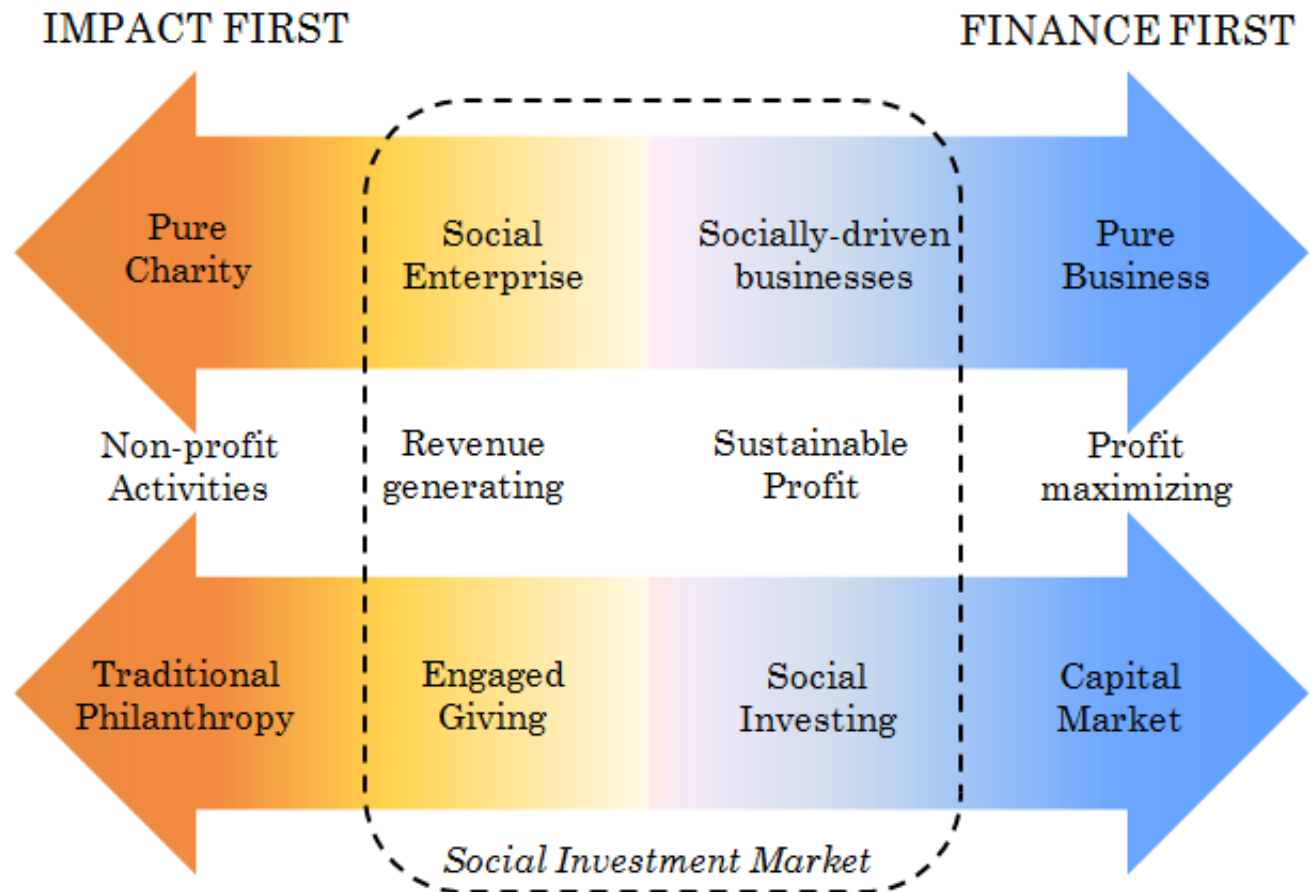 IMPACT FIRST
FINANCE FIRST
Pure
Charity
Social
Enterprise
Socially-driven
businesses
Pure
Business
Non-profit
Activities
Revenue
generating
Sustainable
Profit
Profit
maximizing
Traditional
Philanthropy
Engaged
Giving
Social
Investing
Capital
Market
Social Investment Market